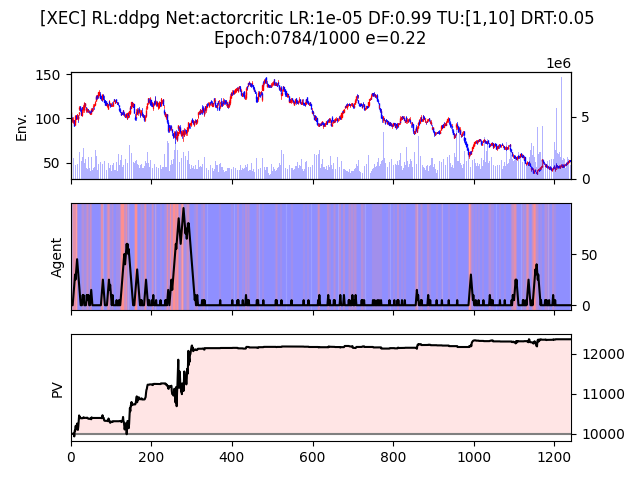 [XEC] RL:ddpg Net:actorcritic LR:1e-05 DF:0.99 TU:[1,10] DRT:0.05
Epoch:0784/1000 e=0.22
1e6
150
100
50
Env.
5
0
Agent
50
0
PV
12000
11000
10000
0 200 400 600 800 1000 1200